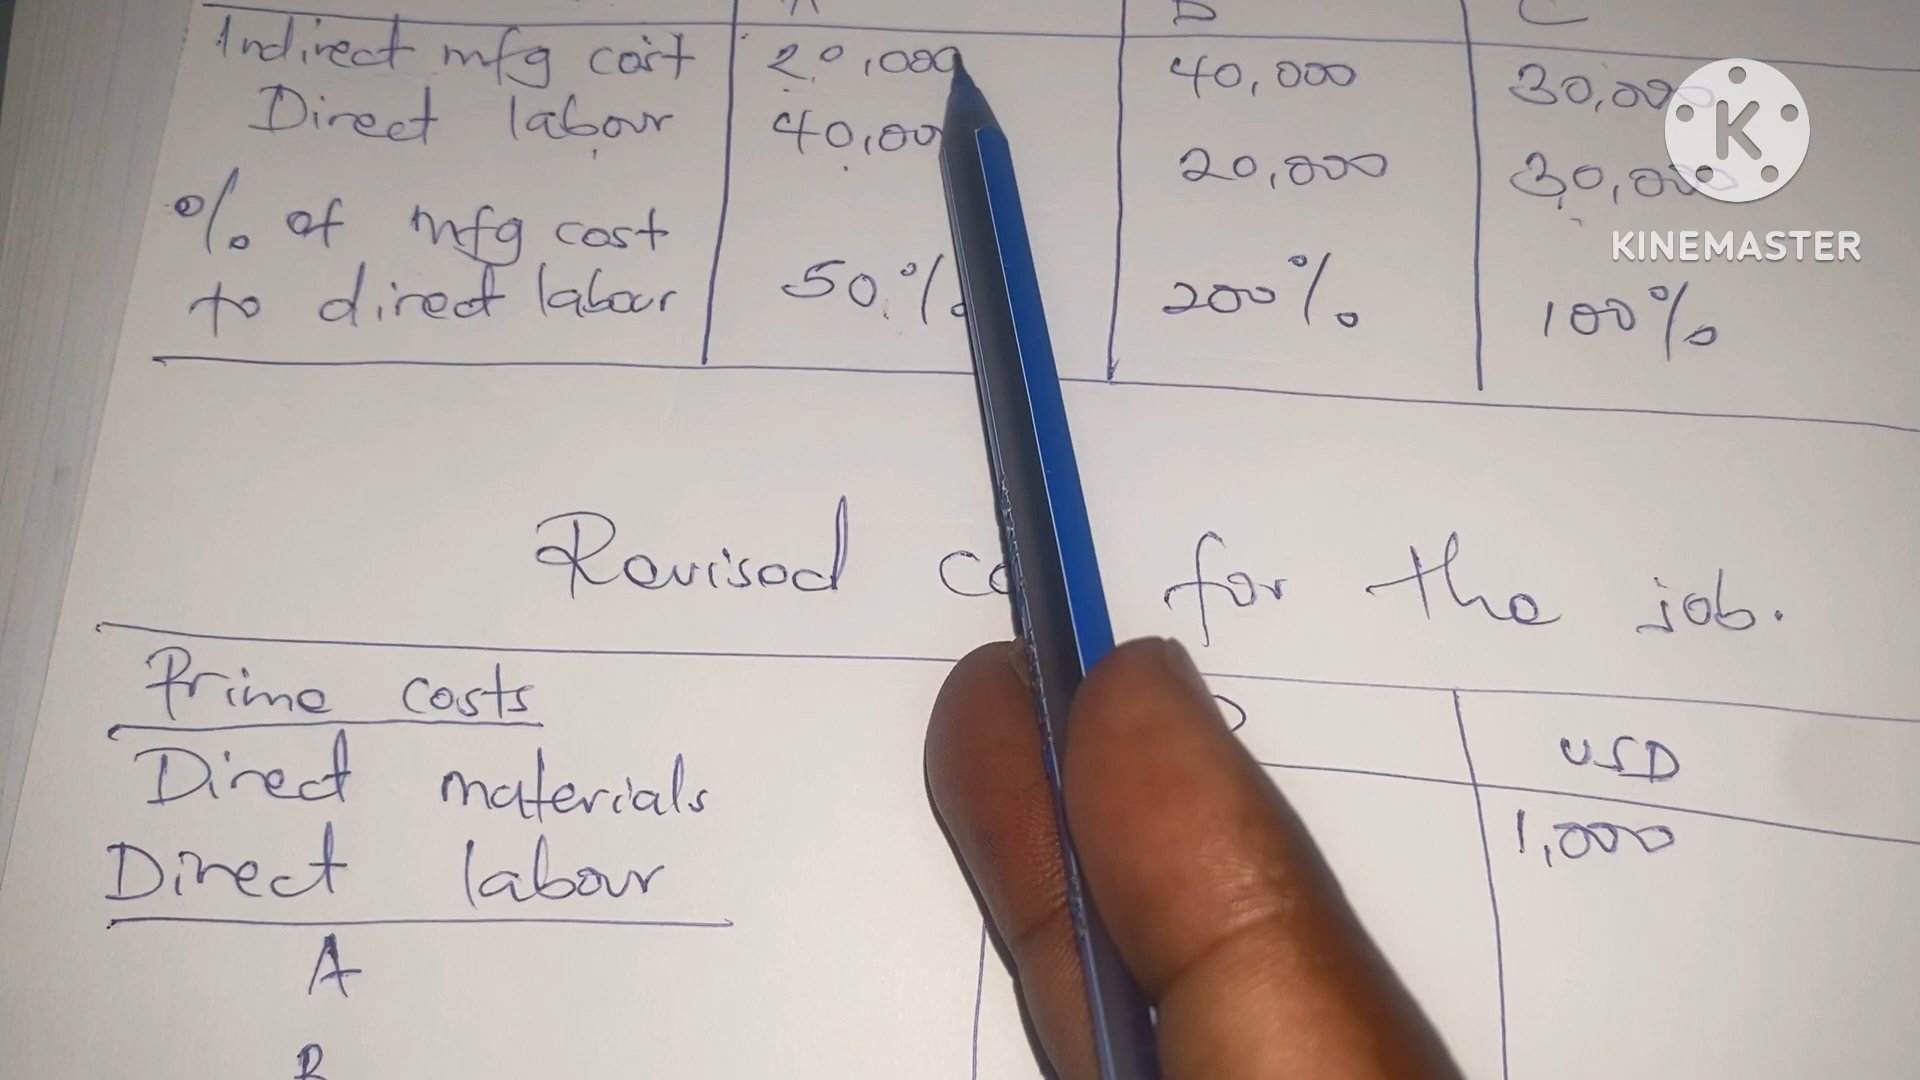 A B C
Indirect mfg cost 20,000 40,000 30,000
Direct labour 40,00 20,000 30,000
% of mfg cost
to direct labour 50% 200% 100%
Revised for the job.
Prime costs
USD
Direct materials 1,000
Direct labour
A
B
K
KINEMASTER